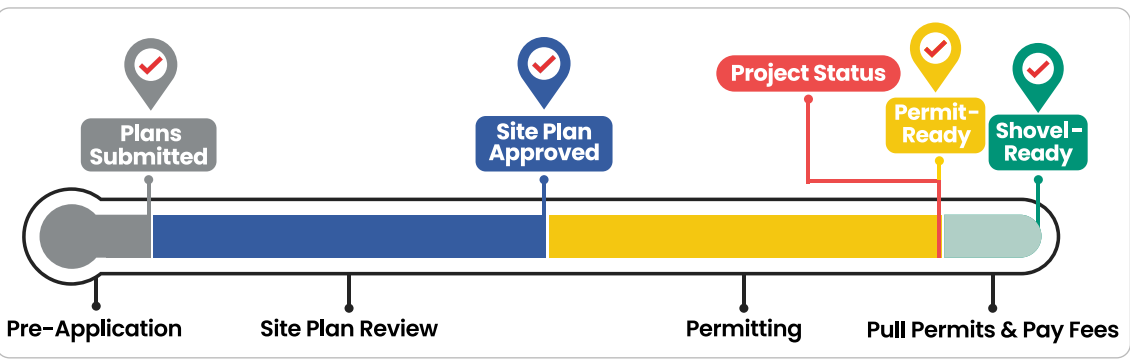 Plans
Submitted
Site Plan
Approved
Project Status
Permit-
Ready
Shovel-
Ready
Pre-Application
Site Plan Review
Permitting
Pull Permits & Pay Fees